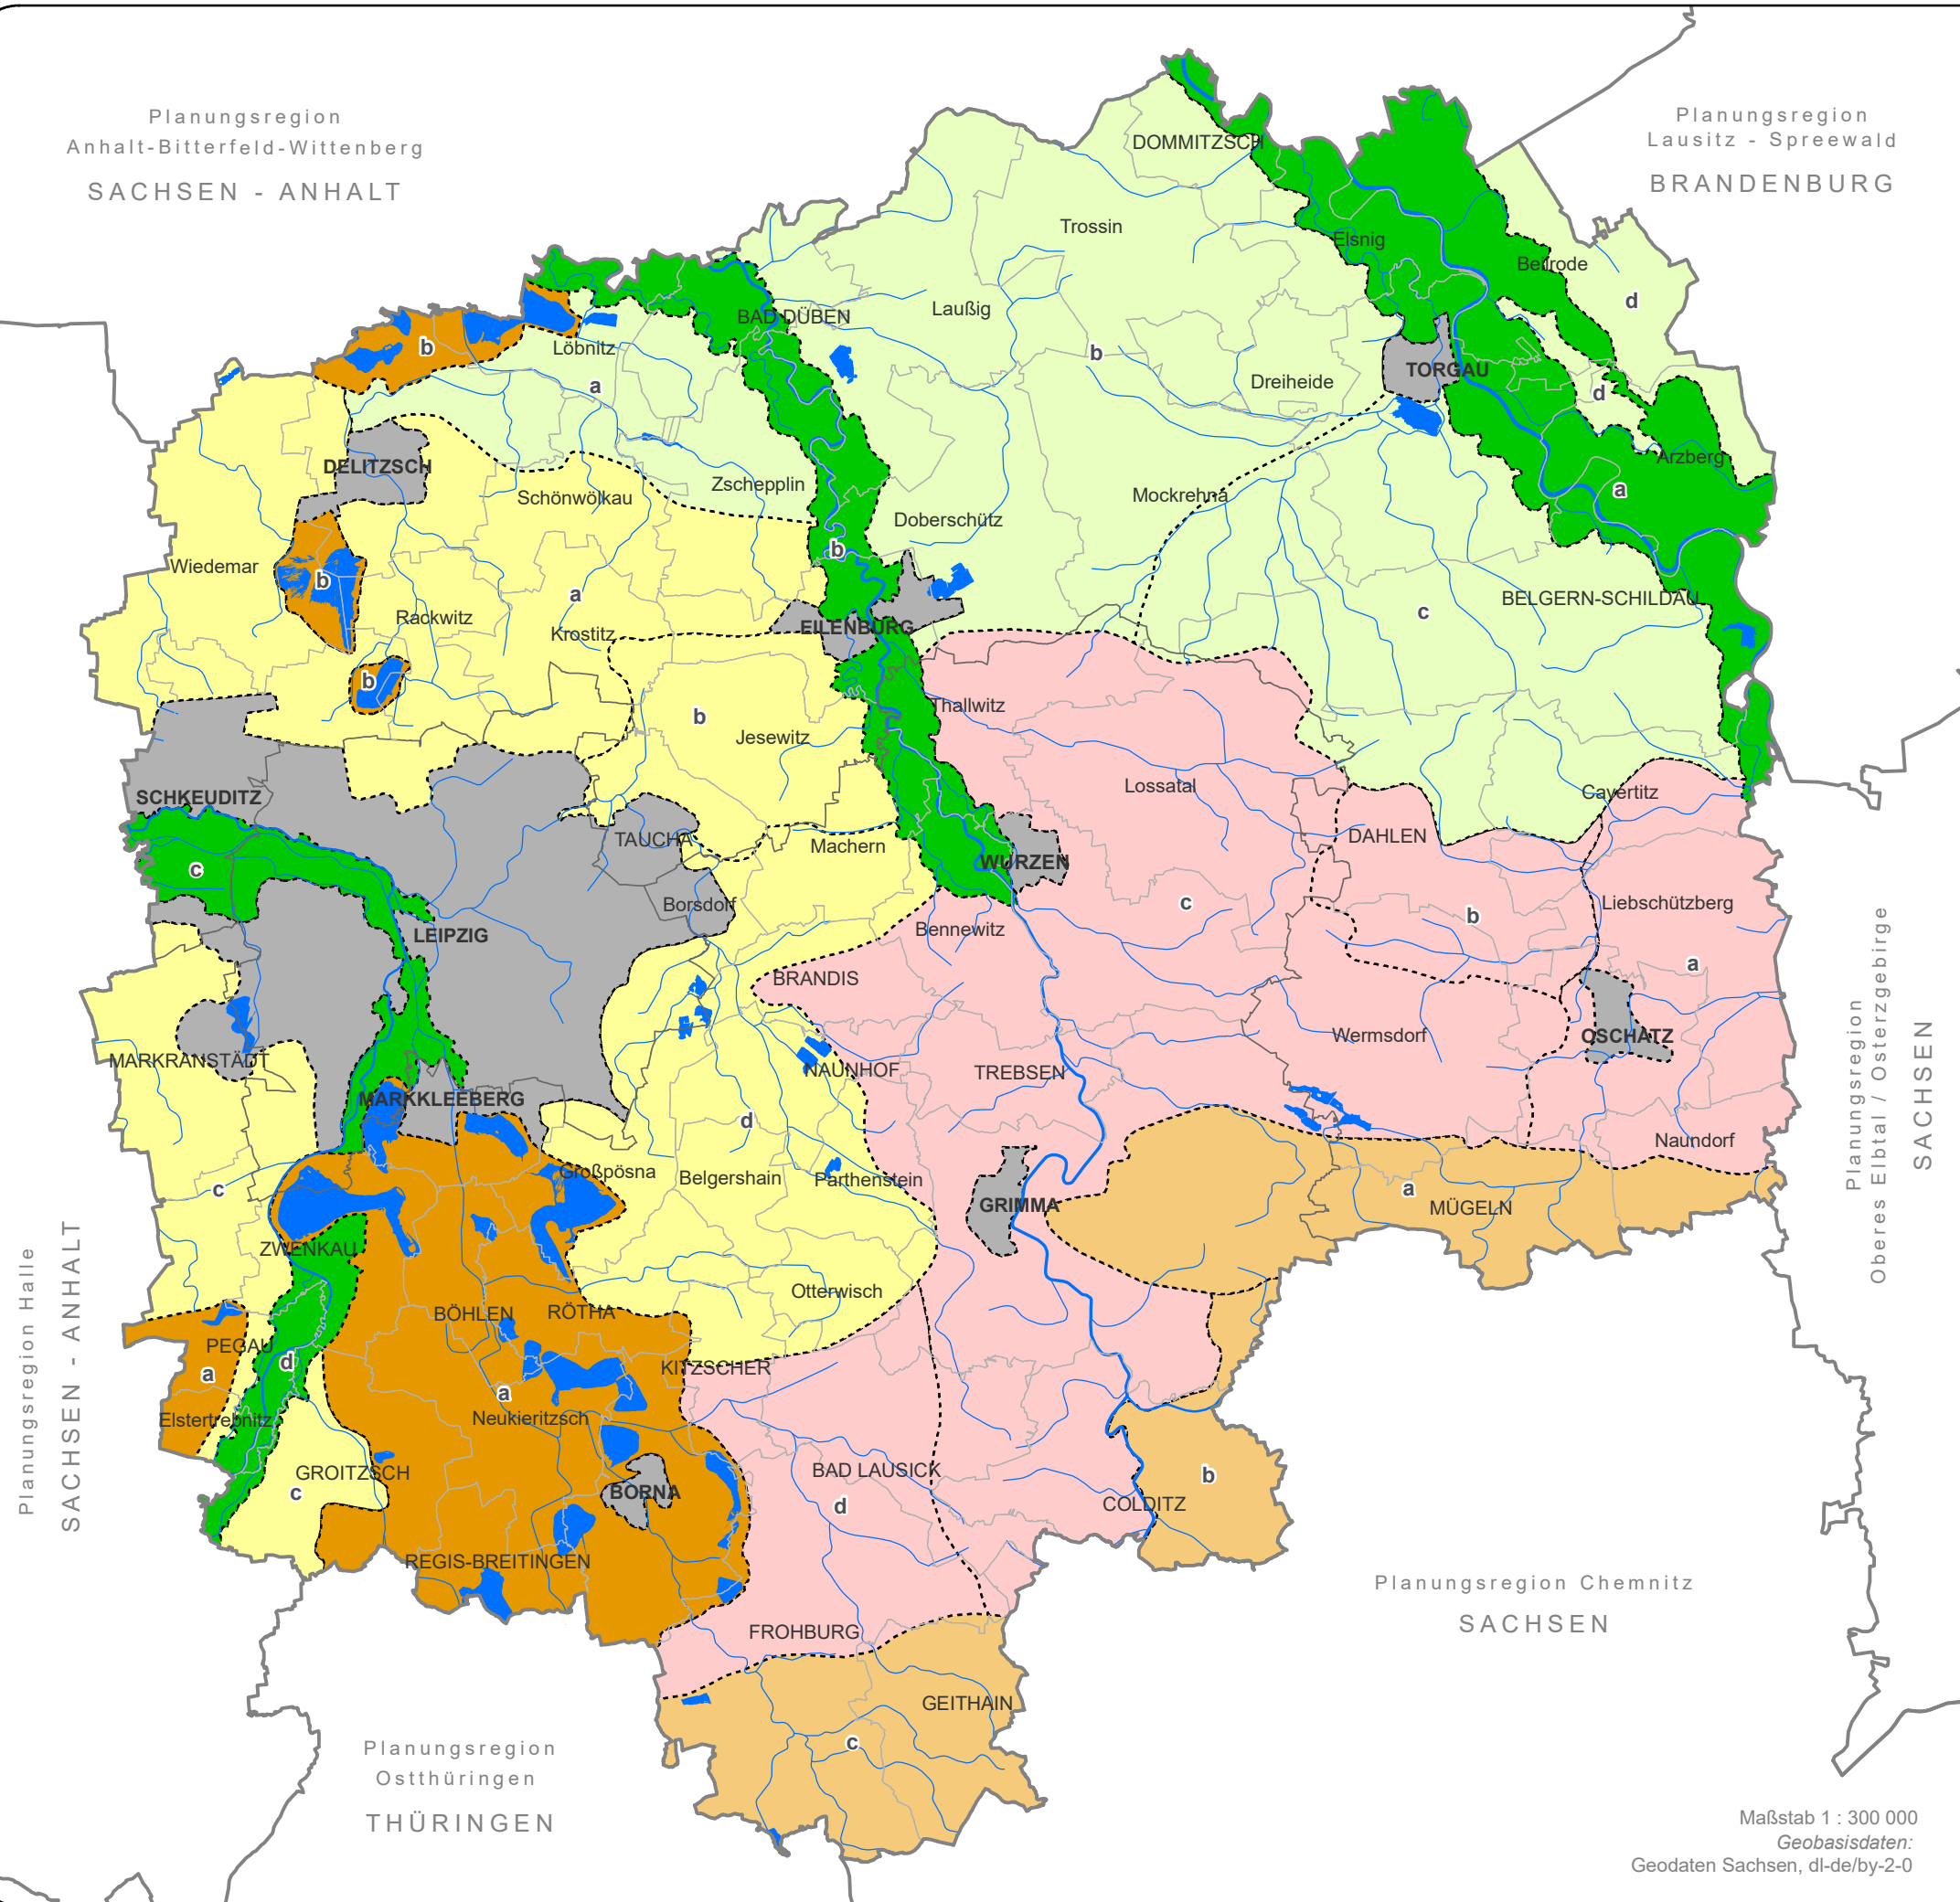 Planungsregion
Anhalt-Bitterfeld-Wittenberg
SACHSEN - ANHALT
Planungsregion
Lausitz - Spreewald
BRANDENBURG
DOMMITZSCH
Trossin
Elsnig
Beilrode
d
Laußig
BAD DÜBEN
b
Löbnitz
b
a
Dreiheide
TORGAU
d
DELITZSCH
Arzberg
Schönwölkau
Zschepplin
Mockrehna
a
Doberschütz
b
Wiedemar
b
a
BELGERN-SCHILDAU
c
Rackwitz
Krostitz
EILENBURG
b
Thallwitz
b
Jesewitz
Lossatal
Cavertitz
SCHKEUDITZ
TAUCHA
Machern
DAHLEN
WURZEN
c
Borsdorf
c
b
Liebschützberg
LEIPZIG
Bennewitz
a
BRANDIS
Wermsdorf
OSCHATZ
MARKRANSTÄDT
NAUNHOF
TREBSEN
MARKKLEEBERG
d
Naundorf
Großpösna
Belgershain
Parthenstein
c
a
GRIMMA
MÜGELN
ZWENKAU
Otterwisch
BÖHLEN
RÖTHA
PEGAU
d
a
KITZSCHER
a
Elstertrebnitz
Neukieritzsch
GROITZSCH
c
BAD LAUSICK
b
BORNA
d
COLDITZ
REGIS-BREITINGEN
FROHBURG
GEITHAIN
c
Planungsregion Halle
SACHSEN - ANHALT
Planungsregion
Oberes Elbtal / Osterzgebirge
SACHSEN
Planungsregion Chemnitz
SACHSEN
Planungsregion
Ostthüringen
THÜRINGEN
Maßstab 1 : 300 000
Geobasisdaten:
Geodaten Sachsen, dl-de/by-2-0